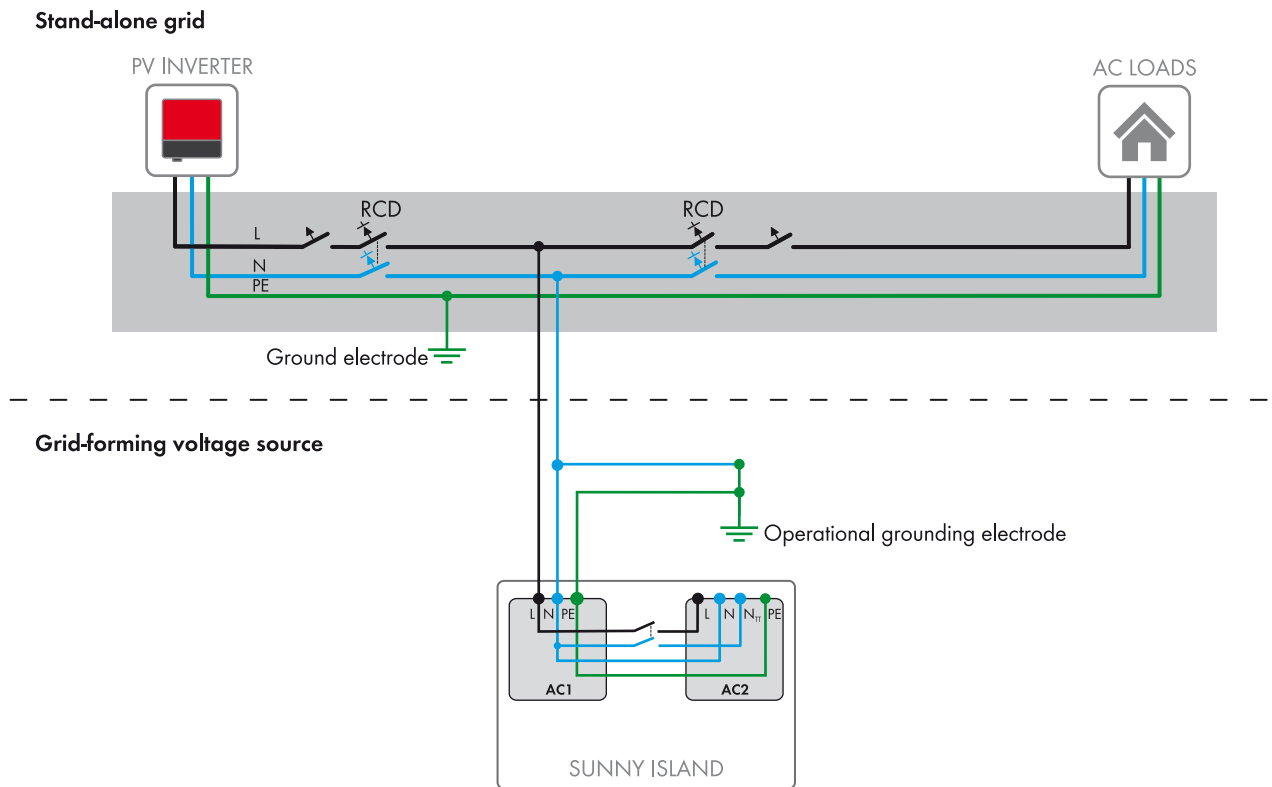 Stand-alone grid
PV INVERTER
AC LOADS
RCD
RCD
L
N
PE
Ground electrode
Grid-forming voltage source
Operational grounding electrode
L N PE
L N N_TT PE
AC1
AC2
SUNNY ISLAND